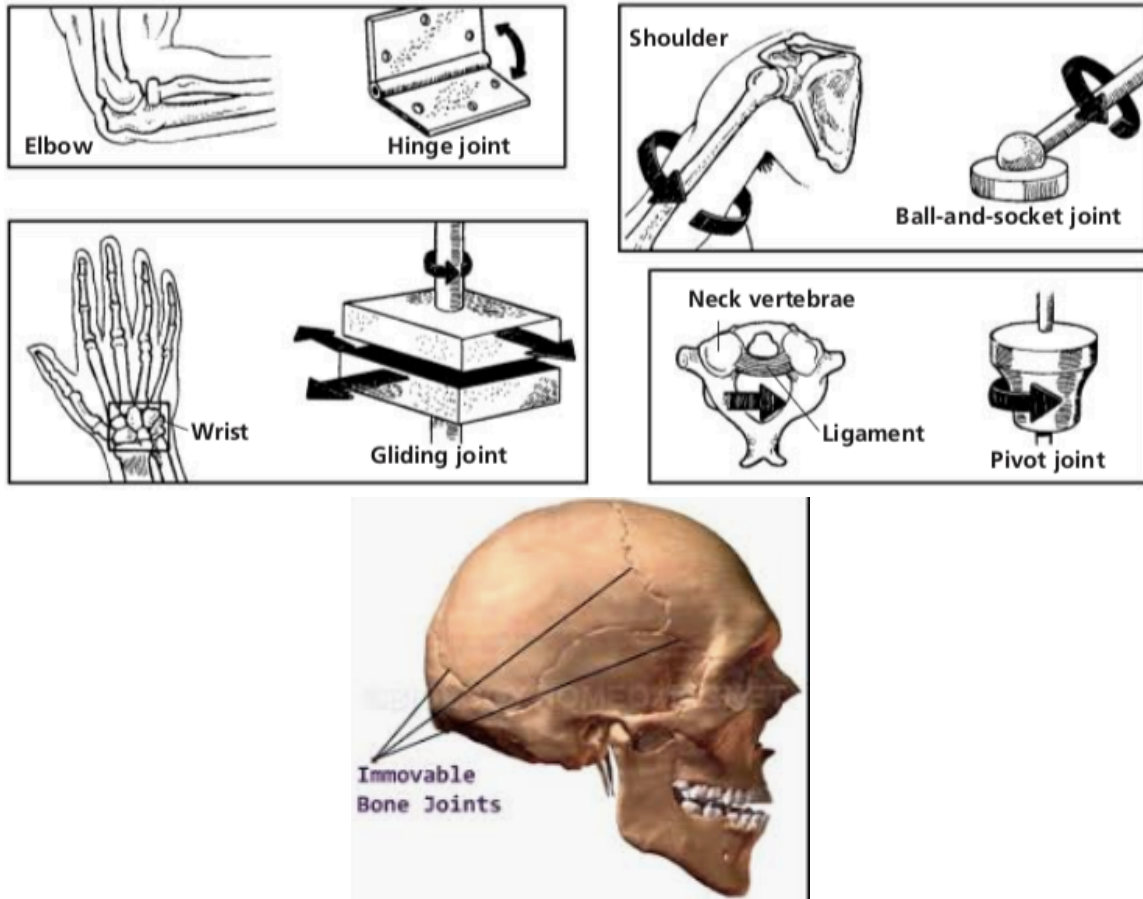 Elbow
Hinge joint
Shoulder
Ball-and-socket joint
Wrist
Gliding joint
Neck vertebrae
Ligament
Pivot joint
Immovable
Bone Joints